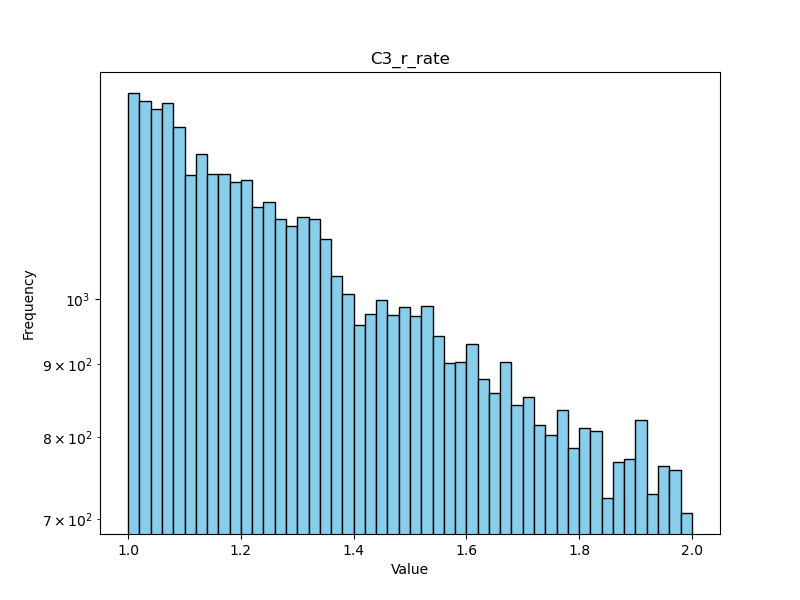 C3_r_rate
Frequency
10³
9 × 10²
8 × 10²
7 × 10²
1.0 1.2 1.4 1.6 1.8 2.0
Value